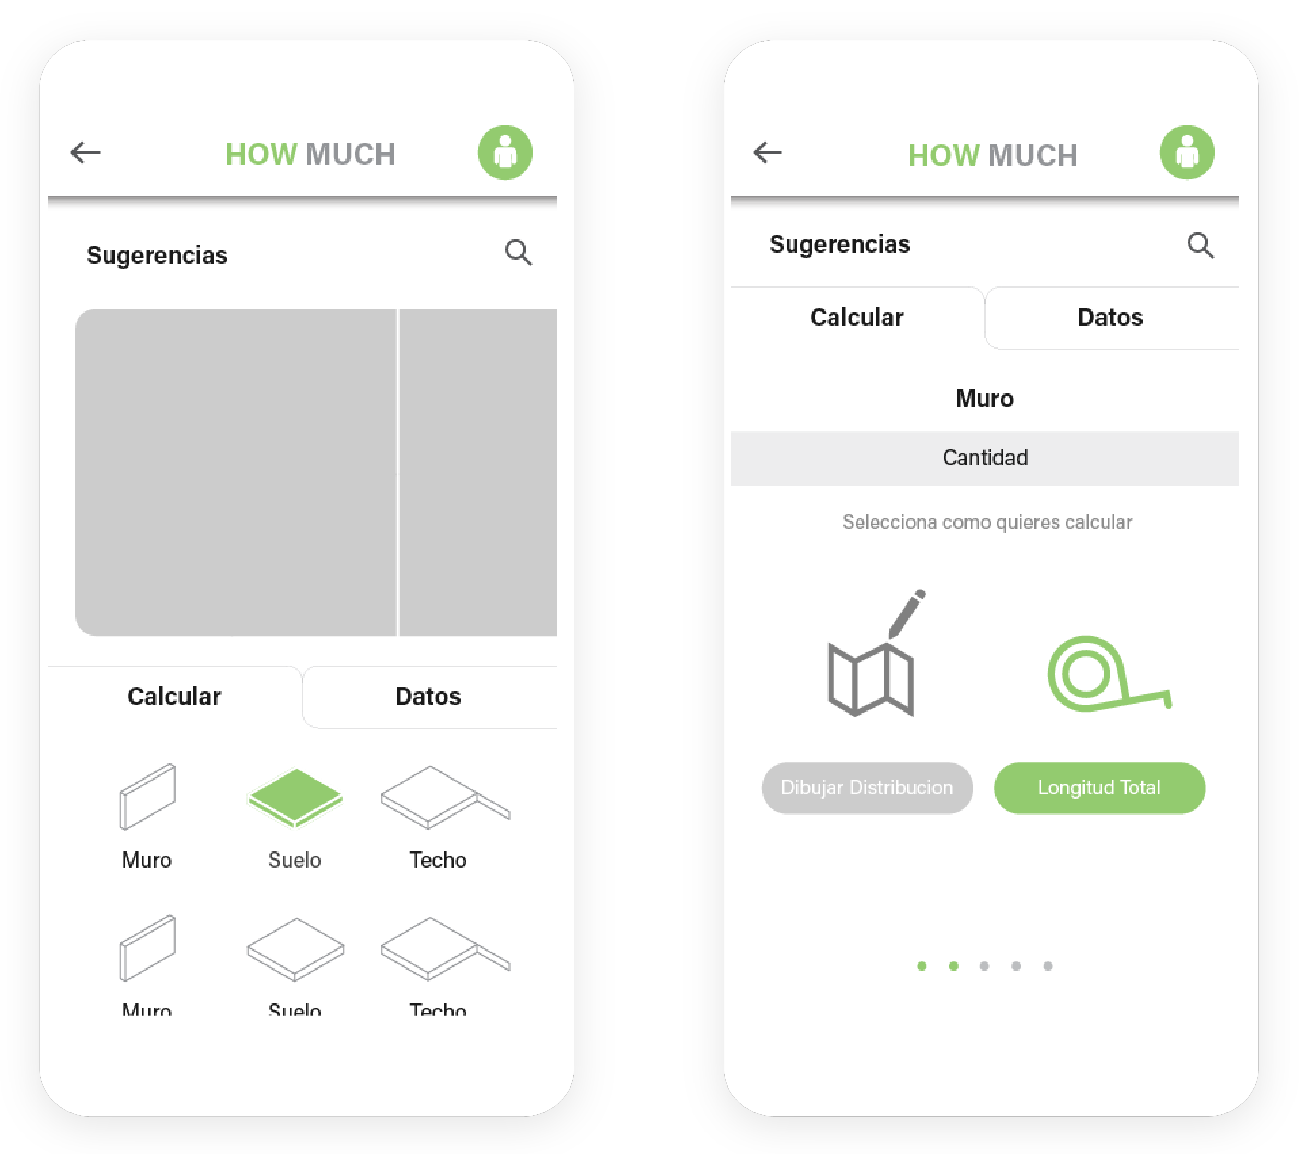 HOW MUCH
Sugerencias
Calcular Datos
Muro Suelo Techo
Muro Suelo Techo
HOW MUCH
Sugerencias
Calcular Datos
Muro
Cantidad
Selecciona como quieres calcular
Dibujar Distribucion Longitud Total